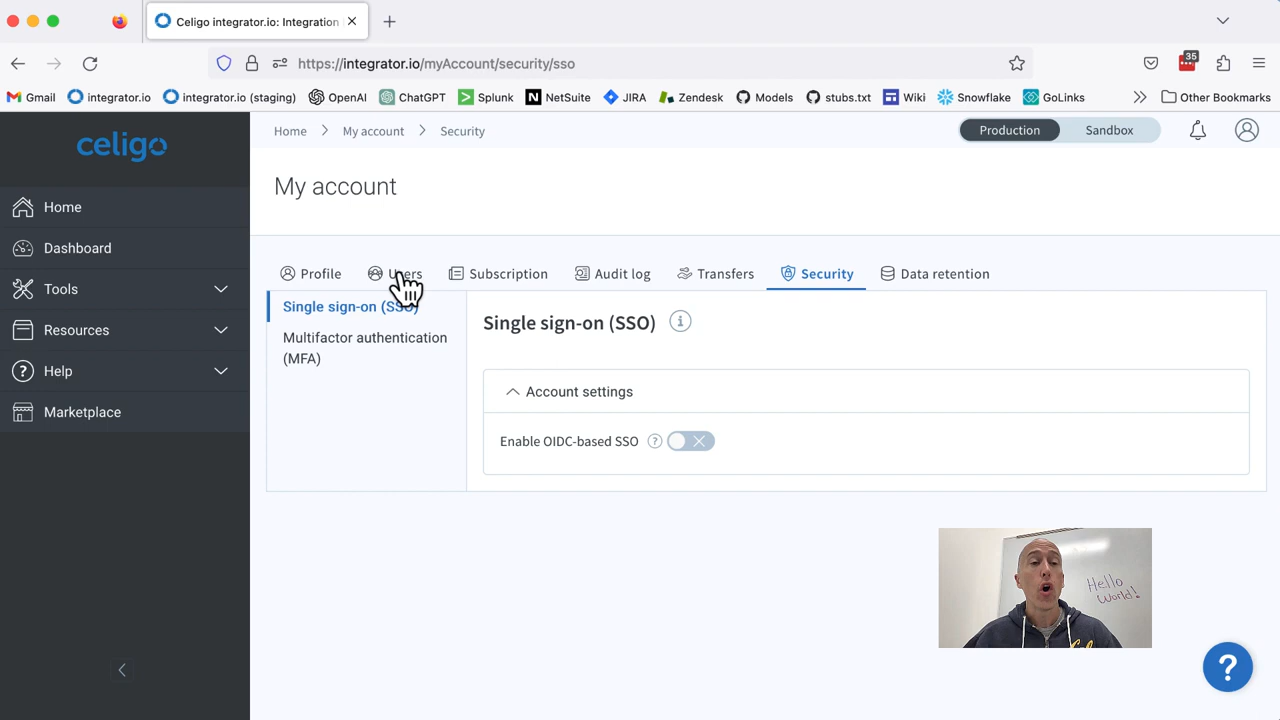 Celigo integrator.io: Integration
https://integrator.io/myAccount/security/sso
35
Gmail
integrator.io
integrator.io (staging)
OpenAI
ChatGPT
Splunk
NetSuite
JIRA
Zendesk
Models
stubs.txt
Wiki
Snowflake
GoLinks
Other Bookmarks
celigo
Home
My account
Security
Production
Sandbox
Home
Dashboard
Tools
Resources
Help
Marketplace
My account
Profile
Users
Subscription
Audit log
Transfers
Security
Data retention
Single sign-on (SSO)
Multifactor authentication
(MFA)
Single sign-on (SSO)
Account settings
Enable OIDC-based SSO
Hello
World!